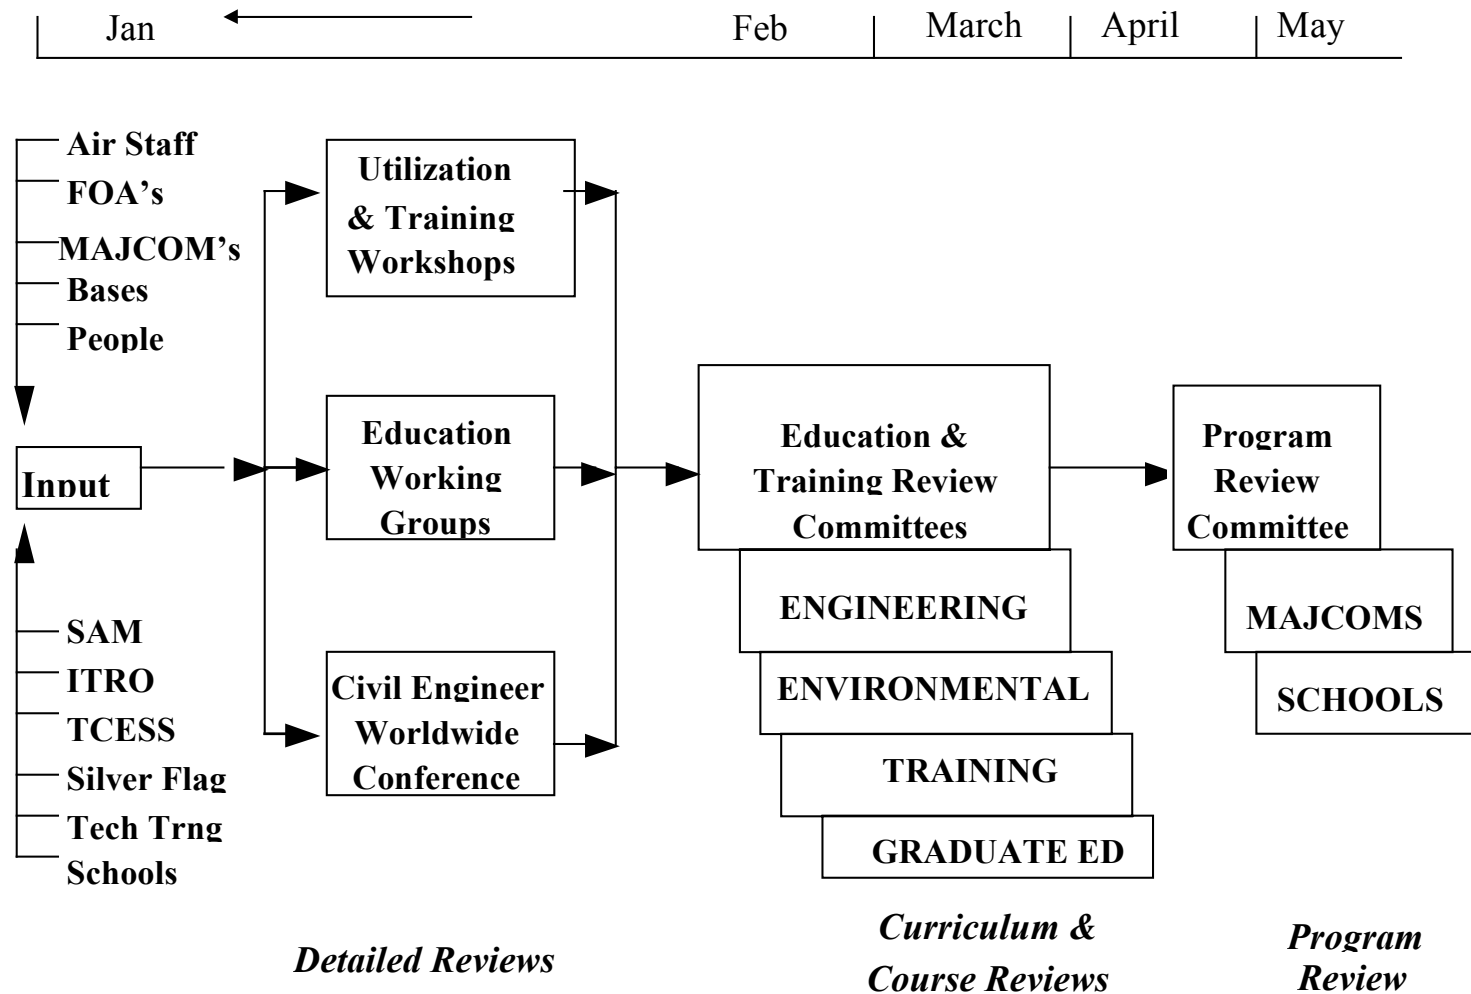 Jan Feb March April May
Air Staff
FOA’s
MAJCOM’s
Bases
People
Input
SAM
ITRO
TCESS
Silver Flag
Tech Trng
Schools
Utilization
& Training
Workshops
Education
Working
Groups
Civil Engineer
Worldwide
Conference
Detailed Reviews
Education &
Training Review
Committees
ENGINEERING
ENVIRONMENTAL
TRAINING
GRADUATE ED
Curriculum &
Course Reviews
Program
Review
Committee
MAJCOMS
SCHOOLS
Program
Review